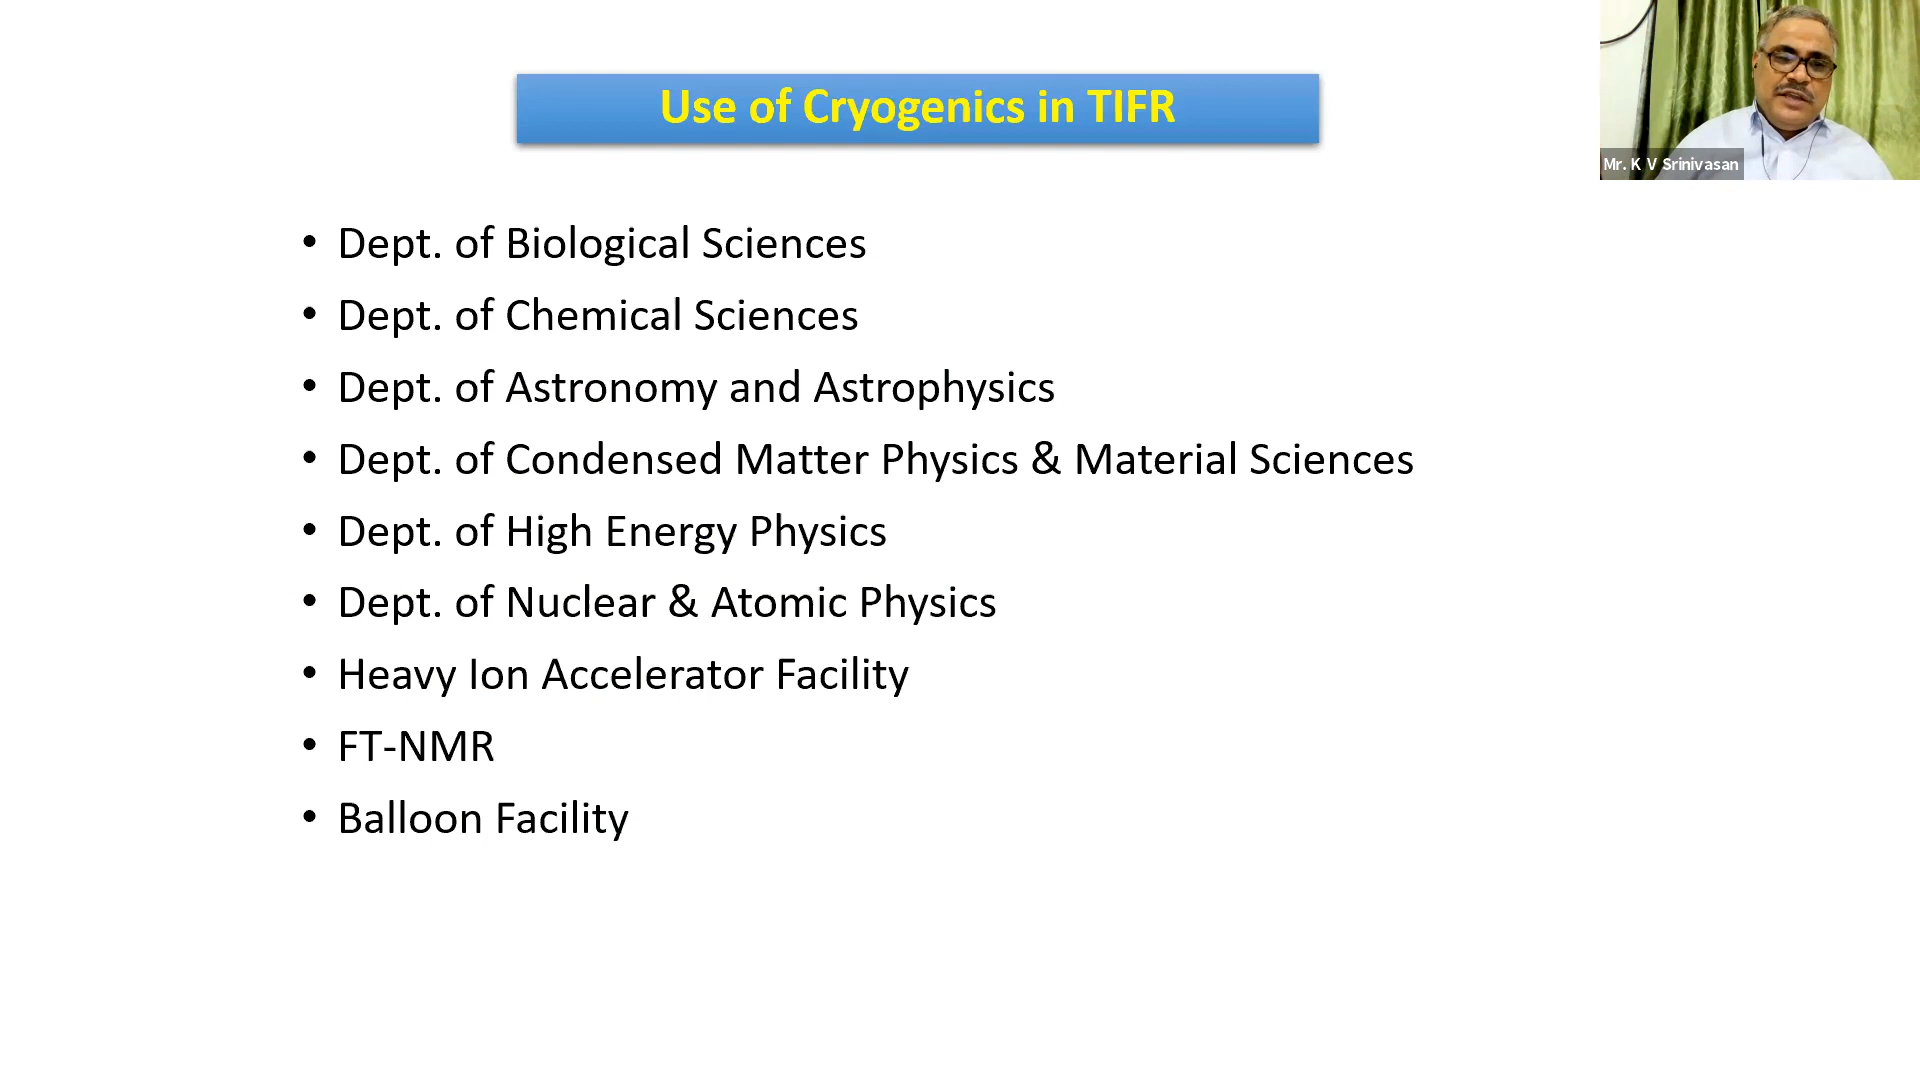 Use of Cryogenics in TIFR
Mr. K V Srinivasan
• Dept. of Biological Sciences
• Dept. of Chemical Sciences
• Dept. of Astronomy and Astrophysics
• Dept. of Condensed Matter Physics & Material Sciences
• Dept. of High Energy Physics
• Dept. of Nuclear & Atomic Physics
• Heavy Ion Accelerator Facility
• FT-NMR
• Balloon Facility